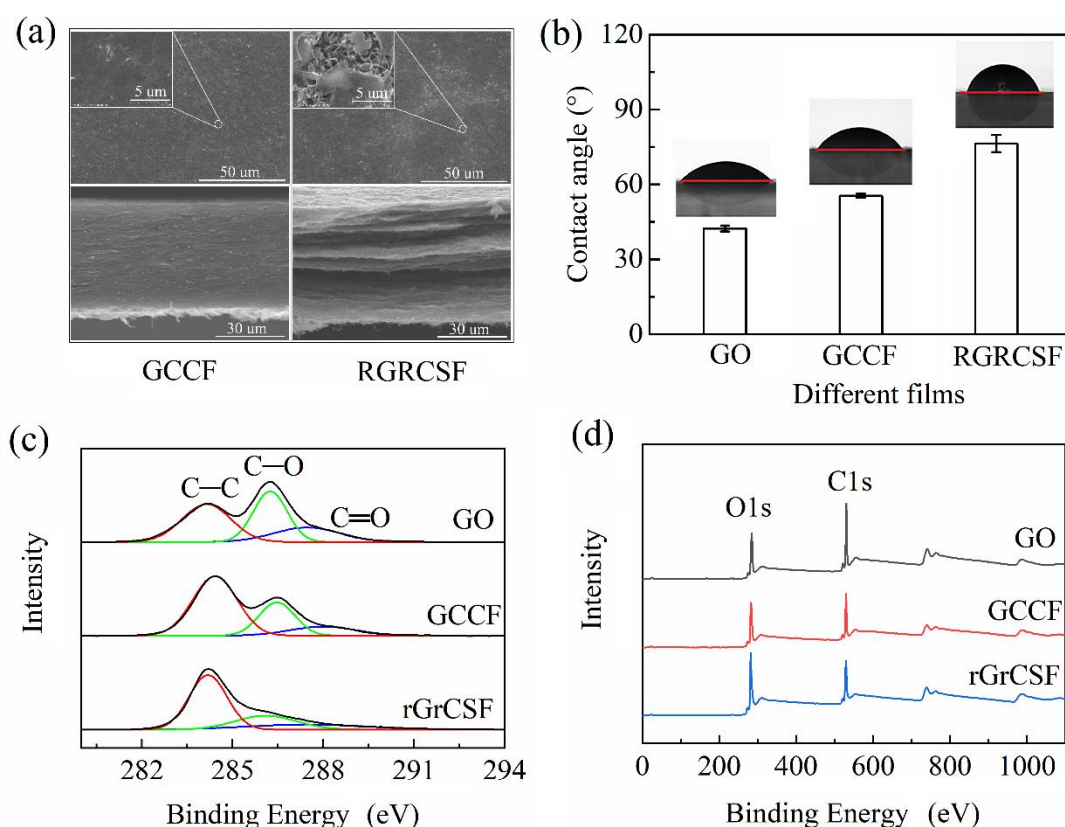 (a)
5 um
5 um
50 um
50 um
30 um
30 um
GCCF
RGRCSF
(b)
Contact angle (°)
120
90
60
30
0
GO
GCCF
RGRCSF
Different films
(c)
Intensity
C—C
C—O
C=O
GO
GCCF
rGrCSF
282
285
288
291
294
Binding Energy (eV)
(d)
Intensity
O1s
C1s
GO
GCCF
rGrCSF
0
200
400
600
800
1000
Binding Energy (eV)